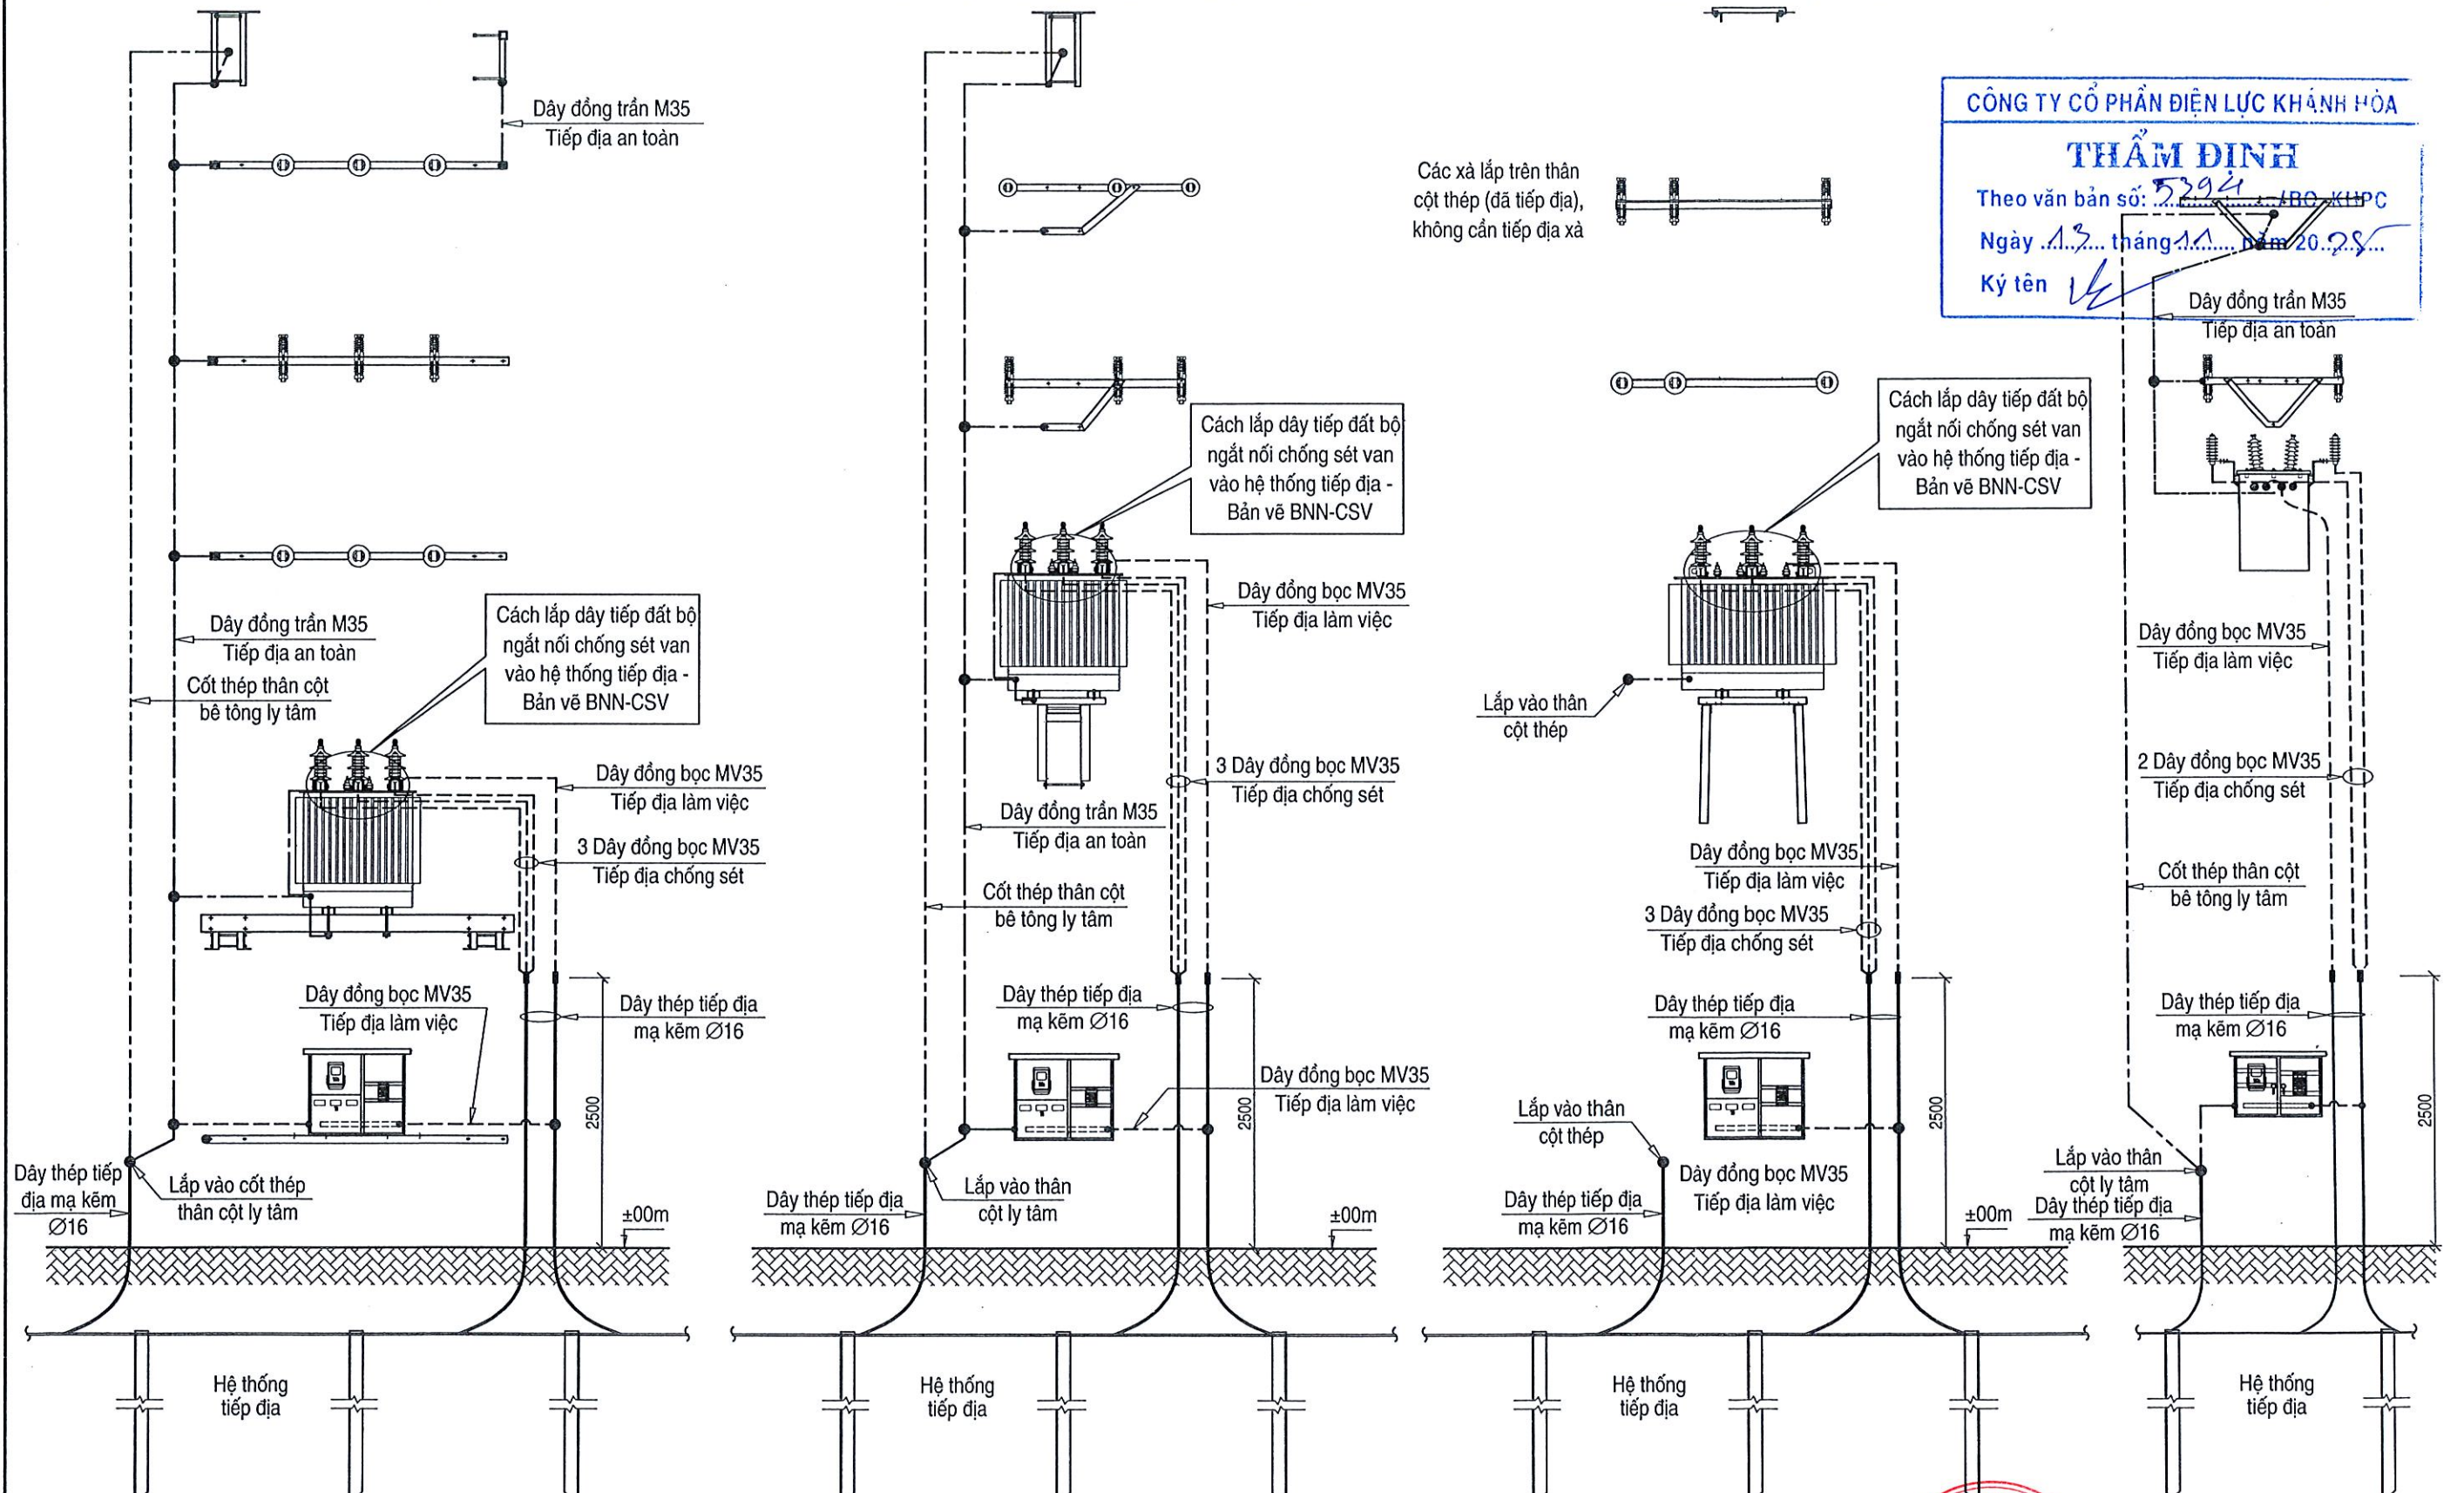 Dây đồng trần M35
Tiếp địa an toàn
Dây đồng trần M35
Tiếp địa an toàn
Cốt thép thân cột
bê tông ly tâm
Cách lắp dây tiếp đất bộ
ngắt nối chống sét van
vào hệ thống tiếp địa -
Bản vẽ BNN-CSV
Dây đồng bọc MV35
Tiếp địa làm việc
3 Dây đồng bọc MV35
Tiếp địa chống sét
Dây đồng bọc MV35
Tiếp địa làm việc
Dây thép tiếp địa
mạ kẽm Ø16
2500
Dây thép tiếp
địa mạ kẽm
Ø16
Lắp vào cốt thép
thân cột ly tâm
±00m
Hệ thống
tiếp địa
Cách lắp dây tiếp đất bộ
ngắt nối chống sét van
vào hệ thống tiếp địa -
Bản vẽ BNN-CSV
Dây đồng bọc MV35
Tiếp địa làm việc
3 Dây đồng bọc MV35
Tiếp địa chống sét
Dây đồng trần M35
Tiếp địa an toàn
Cốt thép thân cột
bê tông ly tâm
Dây thép tiếp địa
mạ kẽm Ø16
Dây đồng bọc MV35
Tiếp địa làm việc
2500
Dây thép tiếp địa
mạ kẽm Ø16
Lắp vào thân
cột ly tâm
±00m
Hệ thống
tiếp địa
Các xà lắp trên thân
cột thép (đã tiếp địa),
không cần tiếp địa xà
Cách lắp dây tiếp đất bộ
ngắt nối chống sét van
vào hệ thống tiếp địa -
Bản vẽ BNN-CSV
Lắp vào thân
cột thép
Dây đồng bọc MV35
Tiếp địa làm việc
3 Dây đồng bọc MV35
Tiếp địa chống sét
Dây thép tiếp địa
mạ kẽm Ø16
Lắp vào thân
cột thép
2500
Dây đồng bọc MV35
Tiếp địa làm việc
Dây thép tiếp địa
mạ kẽm Ø16
±00m
Hệ thống
tiếp địa
CÔNG TY CỔ PHẦN ĐIỆN LỰC KHÁNH HÒA
THẨM ĐỊNH
Theo văn bản số: 5394 /BC-KHPC
Ngày 13 tháng 11 năm 20
Ký tên
Dây đồng trần M35
Tiếp địa an toàn
Dây đồng bọc MV35
Tiếp địa làm việc
2 Dây đồng bọc MV35
Tiếp địa chống sét
Cốt thép thân cột
bê tông ly tâm
Dây thép tiếp địa
mạ kẽm Ø16
2500
Lắp vào thân
cột ly tâm
Dây thép tiếp địa
mạ kẽm Ø16
Hệ thống
tiếp địa